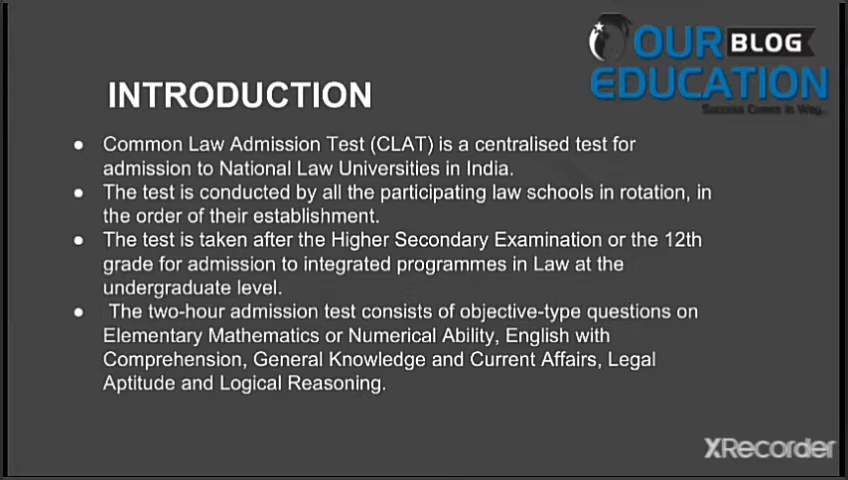 OUR BLOG
EDUCATION
Success Comes in Way...
INTRODUCTION
● Common Law Admission Test (CLAT) is a centralised test for
admission to National Law Universities in India.
● The test is conducted by all the participating law schools in rotation, in
the order of their establishment.
● The test is taken after the Higher Secondary Examination or the 12th
grade for admission to integrated programmes in Law at the
undergraduate level.
● The two-hour admission test consists of objective-type questions on
Elementary Mathematics or Numerical Ability, English with
Comprehension, General Knowledge and Current Affairs, Legal
Aptitude and Logical Reasoning.
XRecorder